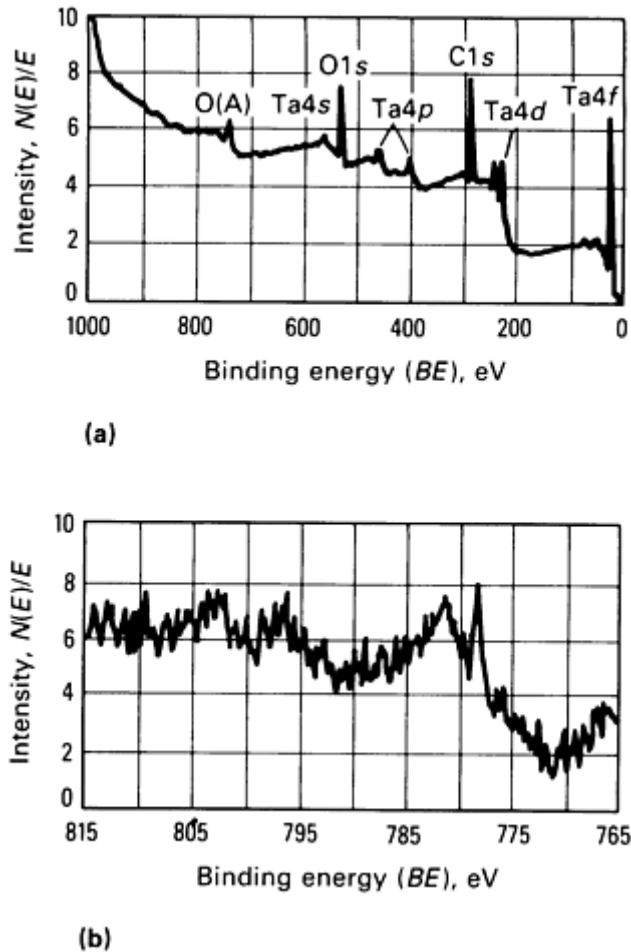 10
8
6
4
2
0
Intensity, N(E)/E
O(A)
Ta4s
O1s
Ta4p
C1s
Ta4d
Ta4f
1000 800 600 400 200 0
Binding energy (BE), eV
(a)
10
8
6
4
2
0
Intensity, N(E)/E
815 805 795 785 775 765
Binding energy (BE), eV
(b)